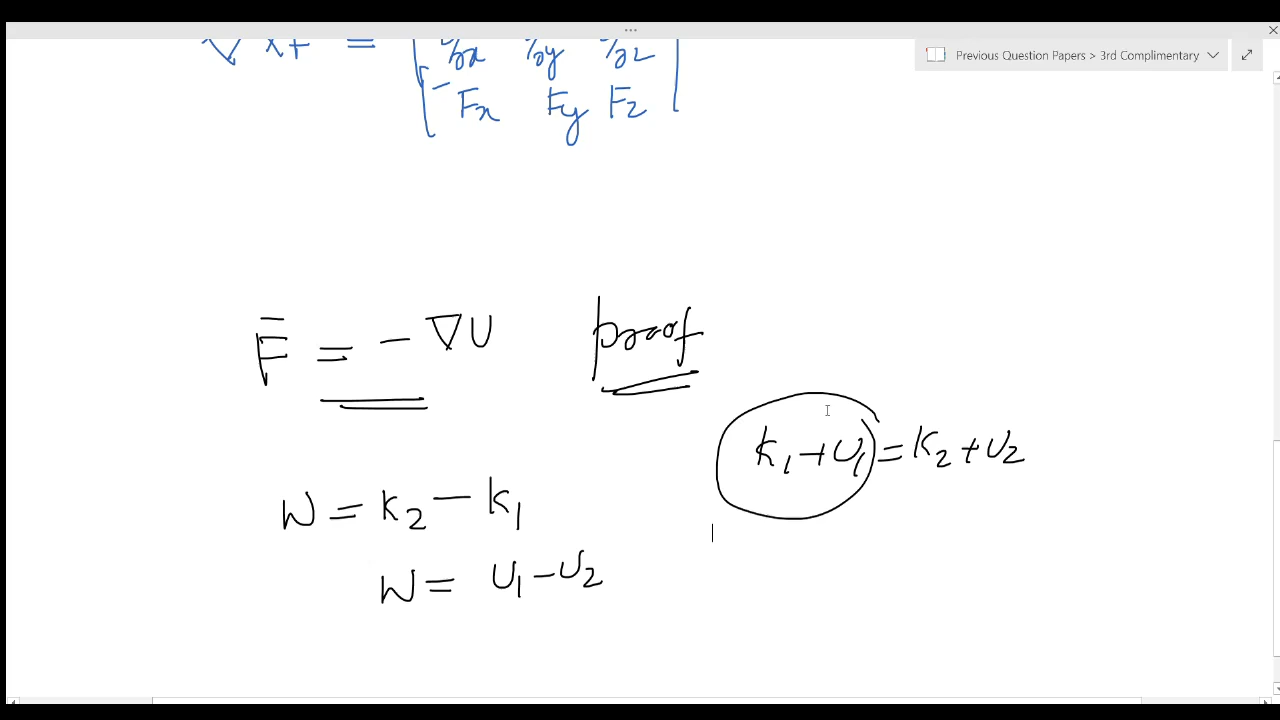 Previous Question Papers > 3rd Complimentary
∇ x F = | ∂/∂x ∂/∂y ∂/∂z |
Fx Fy Fz
F̄ = - ∇U proof
K₁ + U₁ = K₂ + U₂
W = K₂ - K₁
W = U₁ - U₂